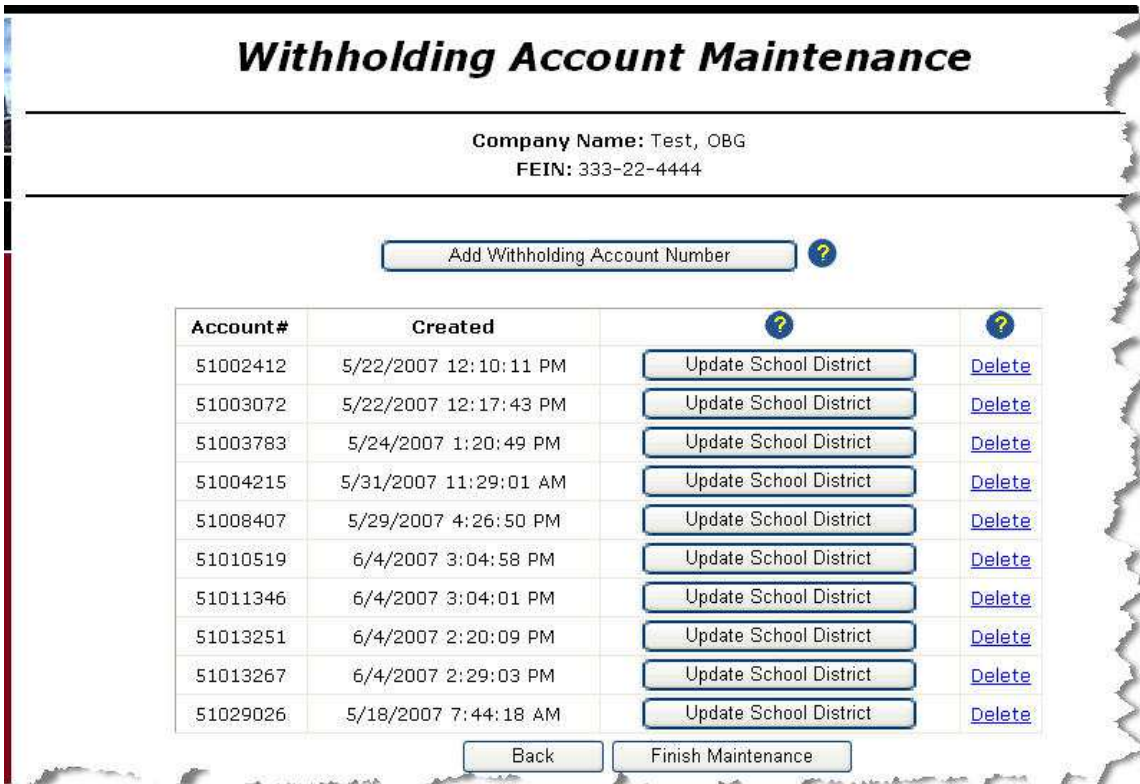 Withholding Account Maintenance
Company Name: Test, OBG
FEIN: 333-22-4444
Add Withholding Account Number ?
Account# Created ? ?
51002412 5/22/2007 12:10:11 PM Update School District Delete
51003072 5/22/2007 12:17:43 PM Update School District Delete
51003783 5/24/2007 1:20:49 PM Update School District Delete
51004215 5/31/2007 11:29:01 AM Update School District Delete
51008407 5/29/2007 4:26:50 PM Update School District Delete
51010519 6/4/2007 3:04:58 PM Update School District Delete
51011346 6/4/2007 3:04:01 PM Update School District Delete
51013251 6/4/2007 2:20:09 PM Update School District Delete
51013267 6/4/2007 2:29:03 PM Update School District Delete
51029026 5/18/2007 7:44:18 AM Update School District Delete
Back Finish Maintenance